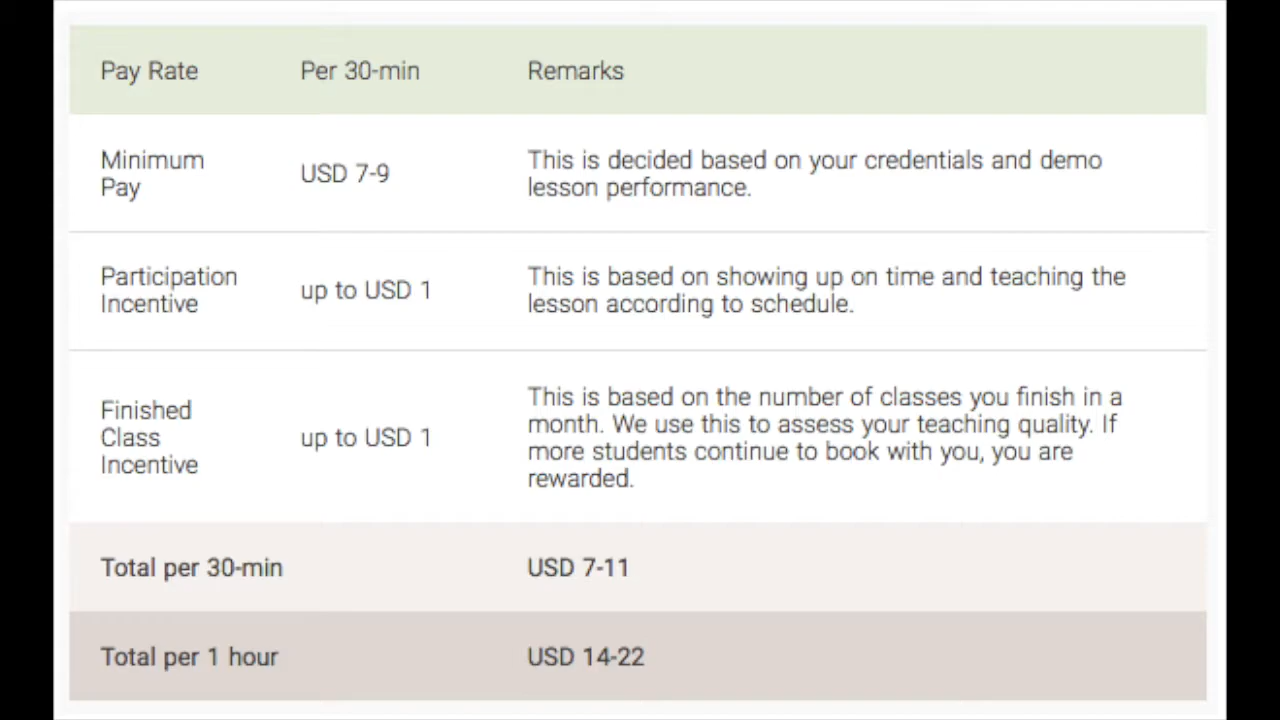 Pay Rate Per 30-min Remarks
Minimum
Pay
USD 7-9
This is decided based on your credentials and demo
lesson performance.
Participation
Incentive
up to USD 1
This is based on showing up on time and teaching the
lesson according to schedule.
Finished
Class
Incentive
up to USD 1
This is based on the number of classes you finish in a
month. We use this to assess your teaching quality. If
more students continue to book with you, you are
rewarded.
Total per 30-min USD 7-11
Total per 1 hour USD 14-22